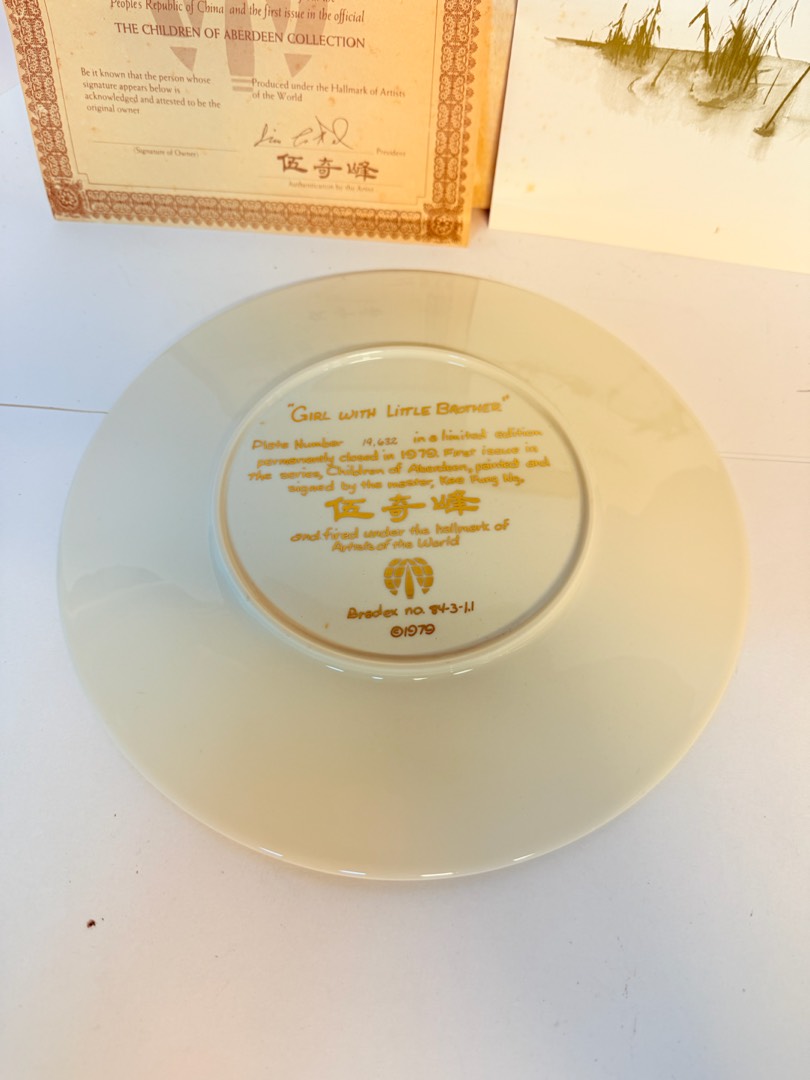 Peoples Republic of China and the first issue in the official
THE CHILDREN OF ABERDEEN COLLECTION
Be it known that the person whose
signature appears below is
acknowledged and attested to be the
original owner
Produced under the Hallmark of Artists
of the World
(Signature of Owner)
President
伍奇峰
Authentication by the Artist
"GIRL WITH LITTLE BROTHER"
Plate Number 19,632 in a limited edition
permanently closed in 1979. First issue in
the series, Children of Aberdeen, painted and
signed by the master, Kee Fung Ng,
伍奇峰
and fired under the hallmark of
Artists of the World
Bradex no. 84-3-1.1
©1979